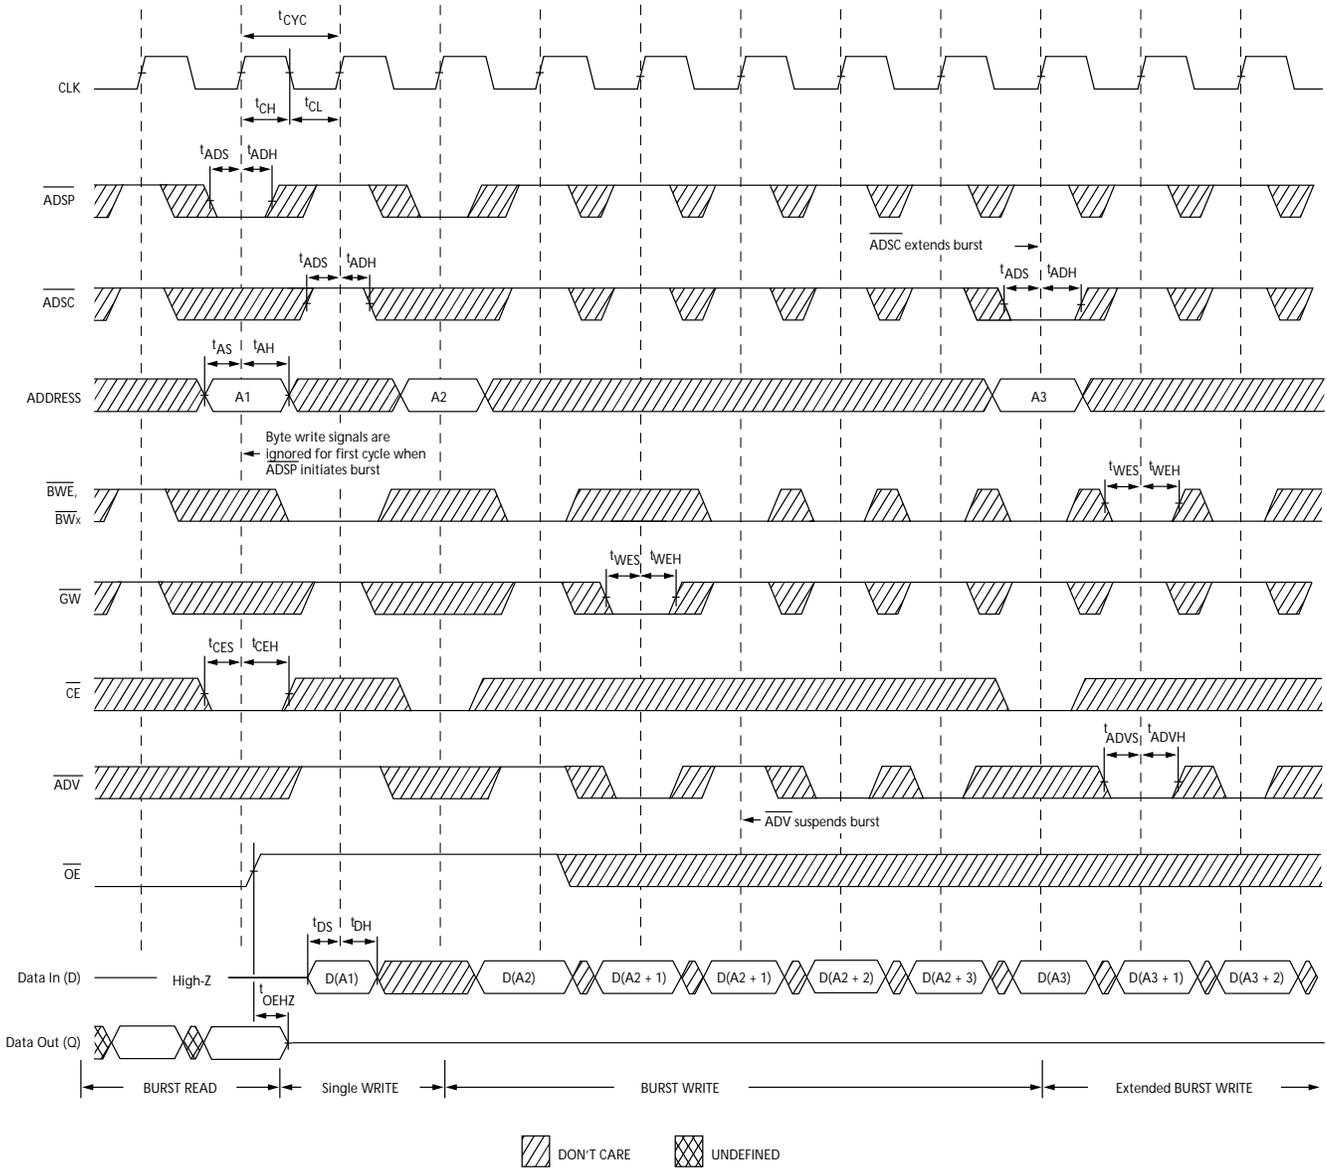 tCYC
CLK
tCH
tCL
tADS
tADH
ADSP
ADSC extends burst
tADS
tADH
tADS
tADH
ADSC
tAS
tAH
ADDRESS
A1
A2
A3
Byte write signals are
ignored for first cycle when
ADSP initiates burst
tWES
tWEH
BWE,
BWx
tWES
tWEH
GW
tCES
tCEH
CE
tADVS
tADVH
ADV
ADV suspends burst
OE
tDS
tDH
Data In (D)
High-Z
D(A1)
D(A2)
D(A2 + 1)
D(A2 + 1)
D(A2 + 2)
D(A2 + 3)
D(A3)
D(A3 + 1)
D(A3 + 2)
tOEHZ
Data Out (Q)
BURST READ
Single WRITE
BURST WRITE
Extended BURST WRITE
DON'T CARE
UNDEFINED